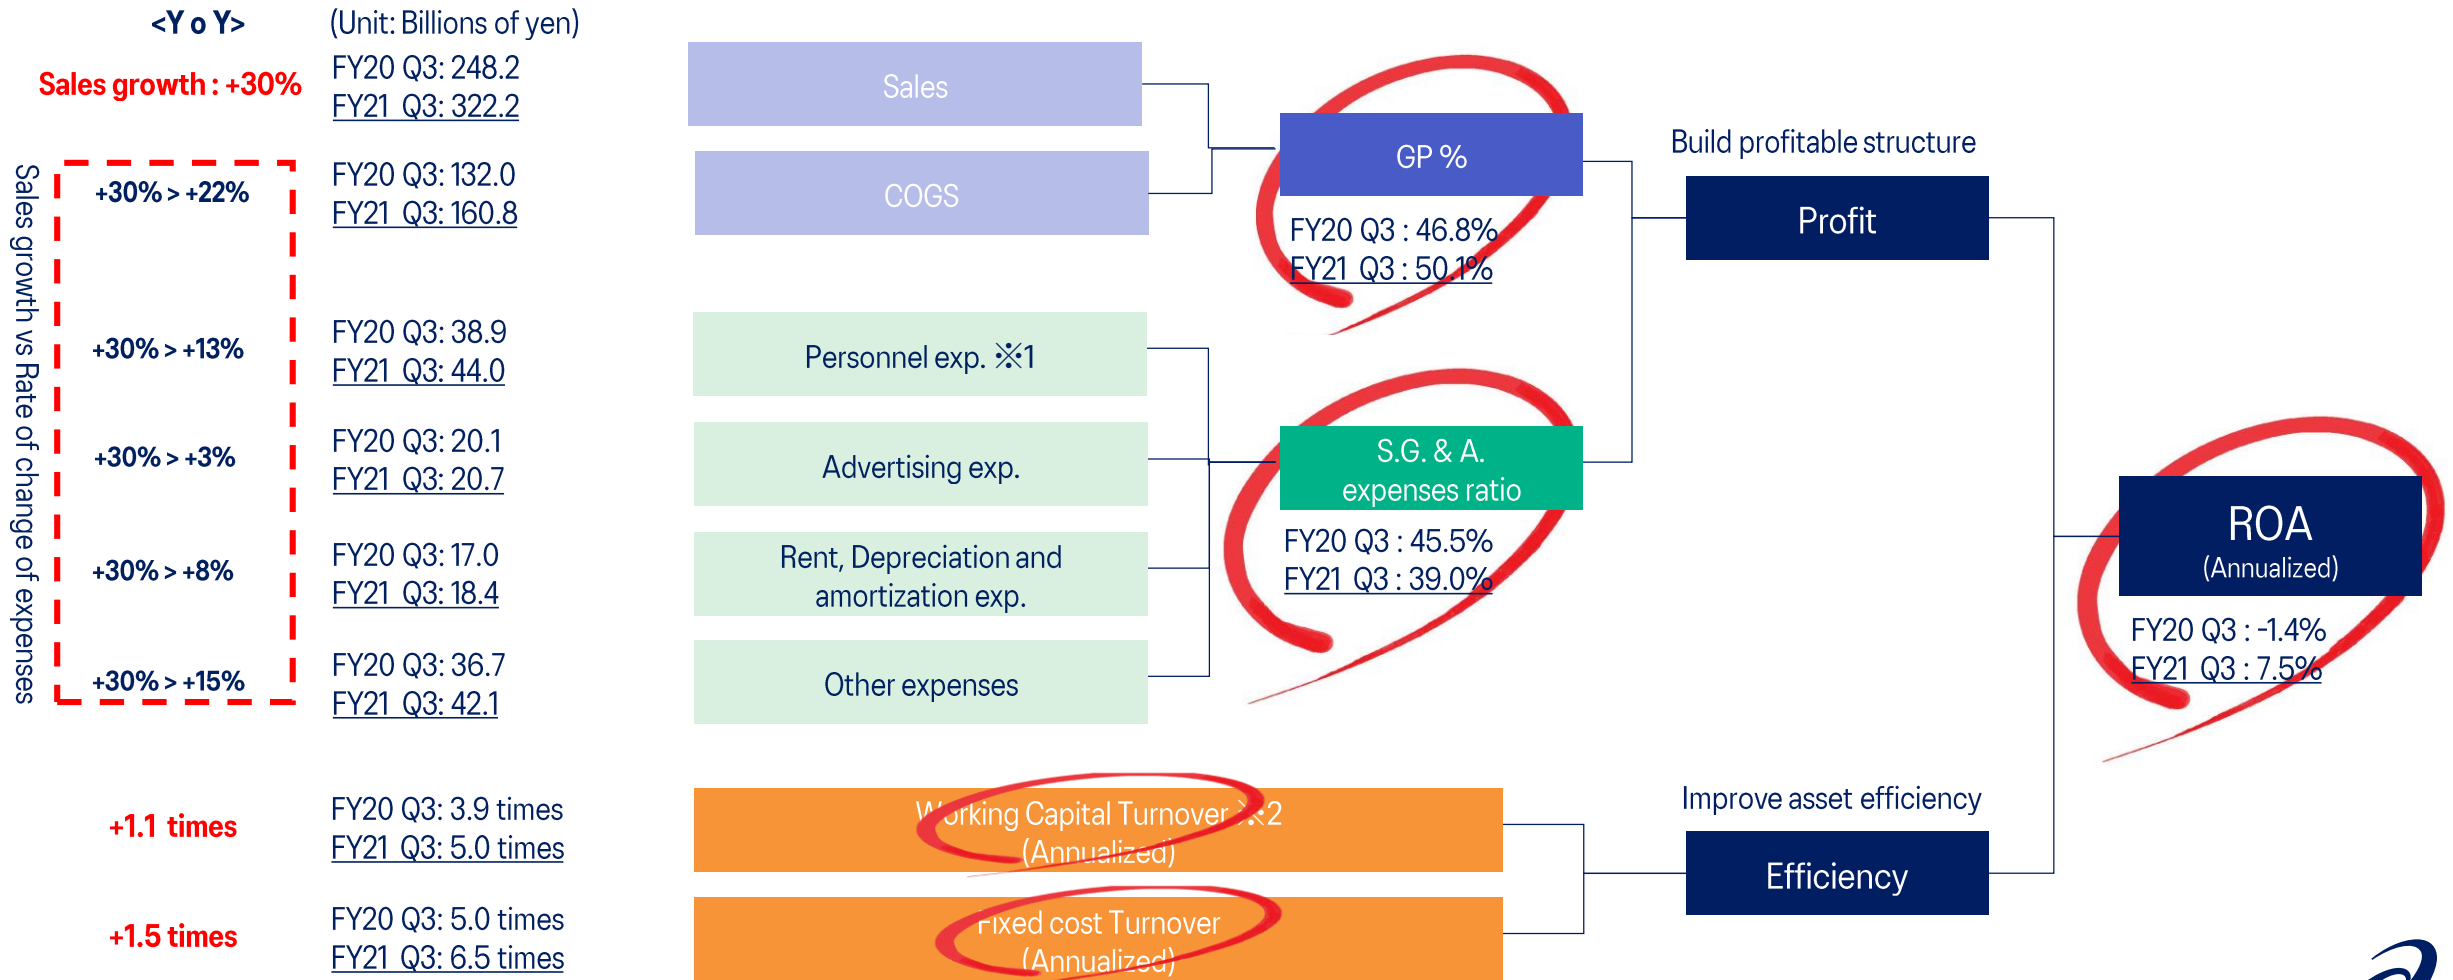 <Y o Y>
(Unit: Billions of yen)
Sales growth : +30%
FY20 Q3: 248.2
FY21 Q3: 322.2
Sales
COGS
Sales growth vs Rate of change of expenses
+30% > +22%
FY20 Q3: 132.0
FY21 Q3: 160.8
GP %
FY20 Q3 : 46.8%
FY21 Q3 : 50.1%
Build profitable structure
Profit
+30% > +13%
FY20 Q3: 38.9
FY21 Q3: 44.0
Personnel exp. ※1
+30% > +3%
FY20 Q3: 20.1
FY21 Q3: 20.7
Advertising exp.
S.G. & A.
expenses ratio
FY20 Q3 : 45.5%
FY21 Q3 : 39.0%
+30% > +8%
FY20 Q3: 17.0
FY21 Q3: 18.4
Rent, Depreciation and
amortization exp.
+30% > +15%
FY20 Q3: 36.7
FY21 Q3: 42.1
Other expenses
ROA
(Annualized)
FY20 Q3 : -1.4%
FY21 Q3 : 7.5%
+1.1 times
FY20 Q3: 3.9 times
FY21 Q3: 5.0 times
Working Capital Turnover ※2
(Annualized)
Improve asset efficiency
Efficiency
+1.5 times
FY20 Q3: 5.0 times
FY21 Q3: 6.5 times
Fixed cost Turnover
(Annualized)